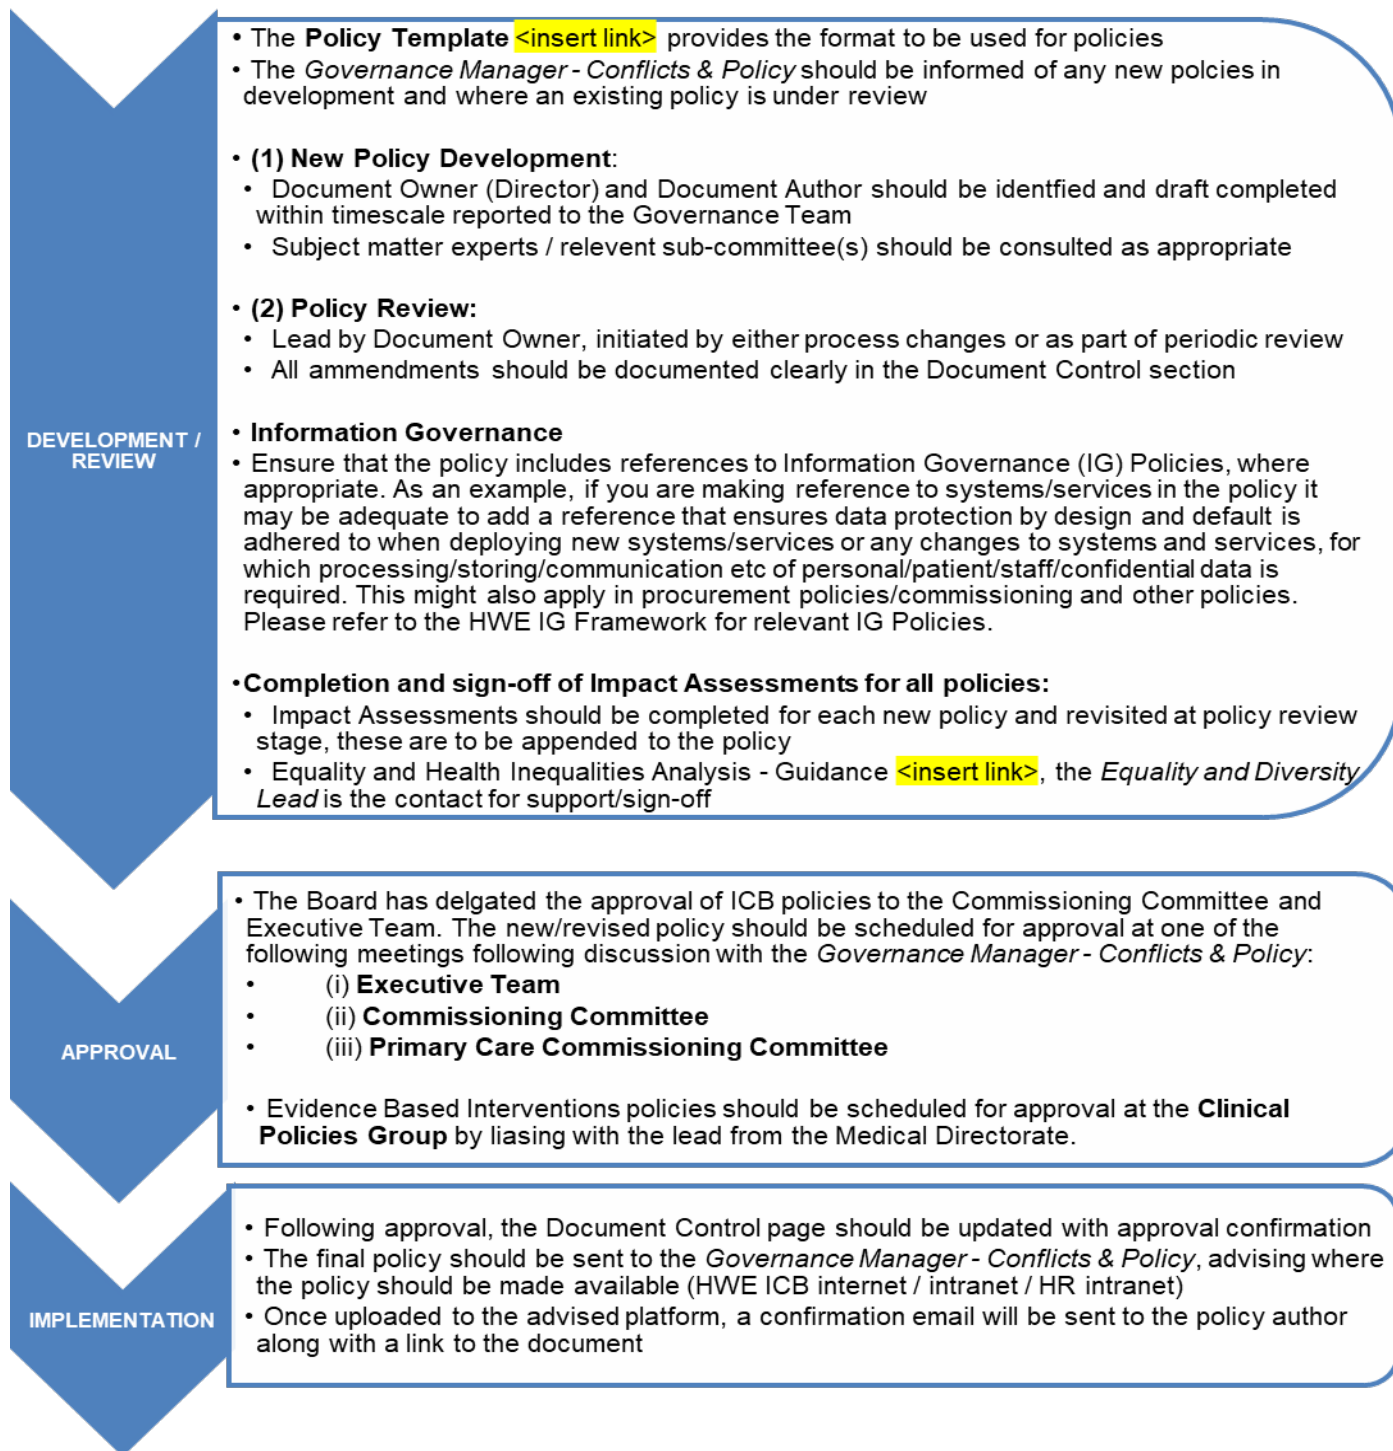 • The Policy Template <insert link> provides the format to be used for policies
• The Governance Manager - Conflicts & Policy should be informed of any new polcies in
development and where an existing policy is under review
• (1) New Policy Development:
• Document Owner (Director) and Document Author should be identfied and draft completed
within timescale reported to the Governance Team
• Subject matter experts / relevent sub-committee(s) should be consulted as appropriate
• (2) Policy Review:
• Lead by Document Owner, initiated by either process changes or as part of periodic review
• All ammendments should be documented clearly in the Document Control section
DEVELOPMENT /
REVIEW
• Information Governance
• Ensure that the policy includes references to Information Governance (IG) Policies, where
appropriate. As an example, if you are making reference to systems/services in the policy it
may be adequate to add a reference that ensures data protection by design and default is
adhered to when deploying new systems/services or any changes to systems and services, for
which processing/storing/communication etc of personal/patient/staff/confidential data is
required. This might also apply in procurement policies/commissioning and other policies.
Please refer to the HWE IG Framework for relevant IG Policies.
•Completion and sign-off of Impact Assessments for all policies:
• Impact Assessments should be completed for each new policy and revisited at policy review
stage, these are to be appended to the policy
• Equality and Health Inequalities Analysis - Guidance <insert link>, the Equality and Diversity
Lead is the contact for support/sign-off
• The Board has delgated the approval of ICB policies to the Commissioning Committee and
Executive Team. The new/revised policy should be scheduled for approval at one of the
following meetings following discussion with the Governance Manager - Conflicts & Policy:
• (i) Executive Team
• (ii) Commissioning Committee
• (iii) Primary Care Commissioning Committee
APPROVAL
• Evidence Based Interventions policies should be scheduled for approval at the Clinical
Policies Group by liasing with the lead from the Medical Directorate.
• Following approval, the Document Control page should be updated with approval confirmation
• The final policy should be sent to the Governance Manager - Conflicts & Policy, advising where
the policy should be made available (HWE ICB internet / intranet / HR intranet)
IMPLEMENTATION
• Once uploaded to the advised platform, a confirmation email will be sent to the policy author
along with a link to the document